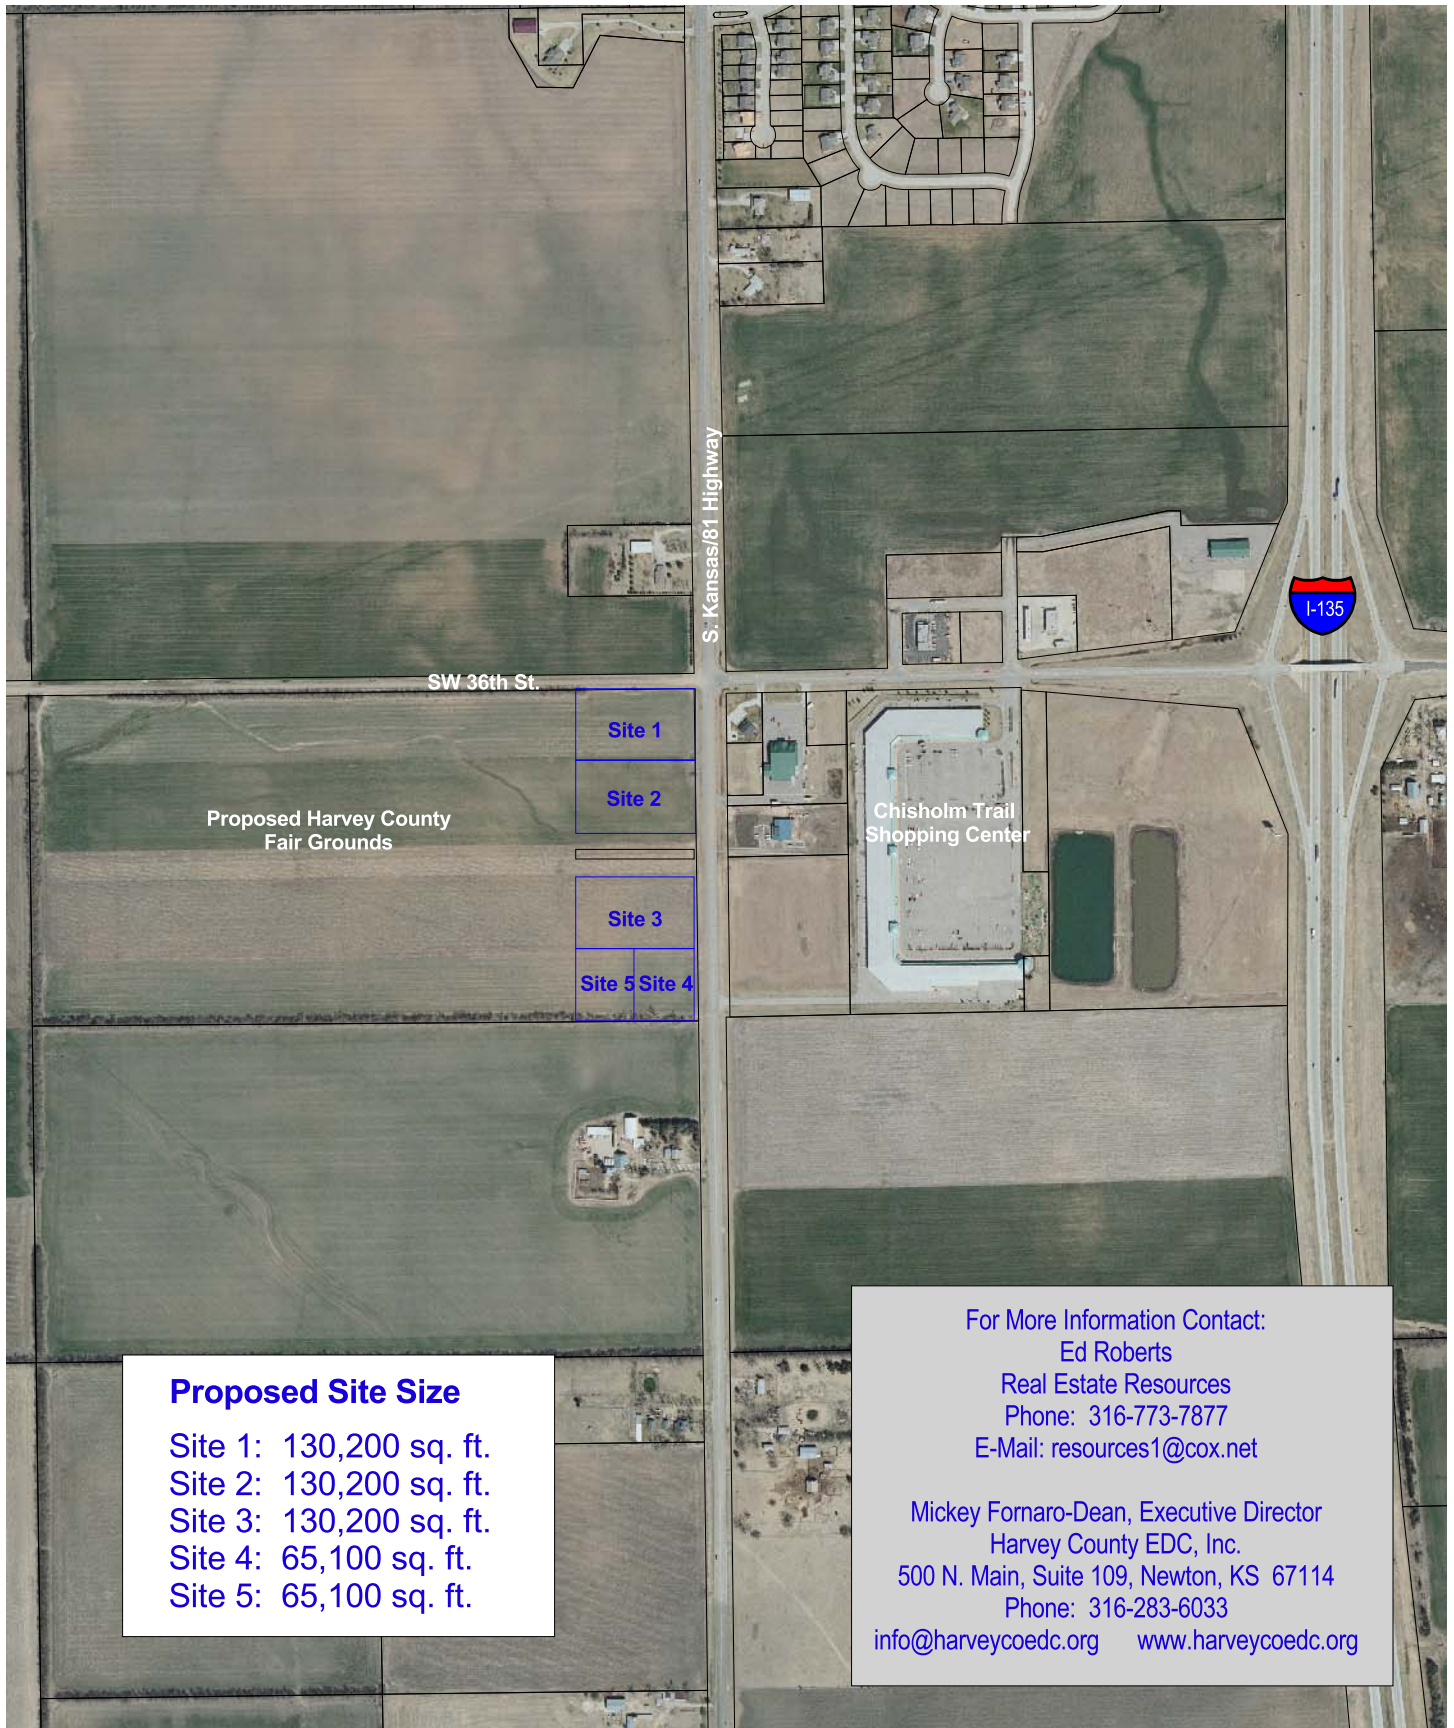 S. Kansas/81 Highway
I-135
SW 36th St.
Site 1
Site 2
Proposed Harvey County
Fair Grounds
Chisholm Trail
Shopping Center
Site 3
Site 5
Site 4
Proposed Site Size
Site 1: 130,200 sq. ft.
Site 2: 130,200 sq. ft.
Site 3: 130,200 sq. ft.
Site 4: 65,100 sq. ft.
Site 5: 65,100 sq. ft.
For More Information Contact:
Ed Roberts
Real Estate Resources
Phone: 316-773-7877
E-Mail: resources1@cox.net
Mickey Fornaro-Dean, Executive Director
Harvey County EDC, Inc.
500 N. Main, Suite 109, Newton, KS 67114
Phone: 316-283-6033
info@harveycoedc.org www.harveycoedc.org